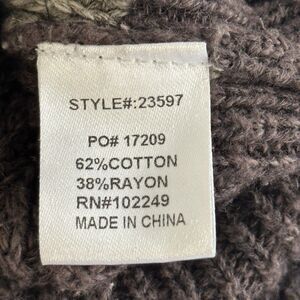 STYLE#:23597
PO# 17209
62%COTTON
38%RAYON
RN#102249
MADE IN CHINA